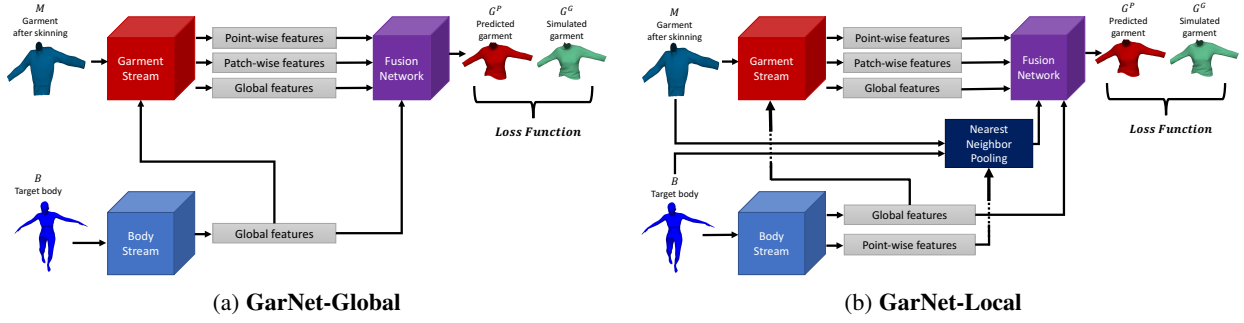 M
Garment
after skinning
Garment
Stream
Point-wise features
Patch-wise features
Global features
Fusion
Network
G^P
Predicted
garment
G^G
Simulated
garment
Loss Function
B
Target body
Body
Stream
Global features
(a) GarNet-Global
M
Garment
after skinning
Garment
Stream
Point-wise features
Patch-wise features
Global features
Fusion
Network
G^P
Predicted
garment
G^G
Simulated
garment
Loss Function
Nearest
Neighbor
Pooling
B
Target body
Body
Stream
Global features
Point-wise features
(b) GarNet-Local